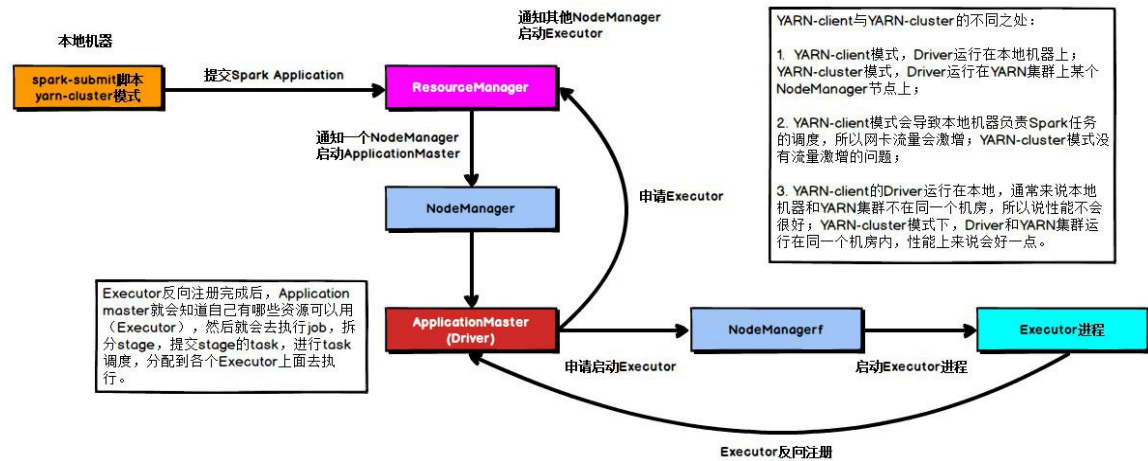 通知其他NodeManager
启动Executor
本地机器
spark-submit脚本
yarn-cluster模式
提交Spark Application
ResourceManager
通知一个NodeManager
启动ApplicationMaster
NodeManager
申请Executor
YARN-client与YARN-cluster的不同之处：
1. YARN-client模式，Driver运行在本地机器上；
YARN-cluster模式，Driver运行在YARN集群上某个
NodeManager节点上；
2. YARN-client模式会导致本地机器负责Spark任务
的调度，所以网卡流量会激增；YARN-cluster模式没
有流量激增的问题；
3. YARN-client的Driver运行在本地，通常来说本地
机器和YARN集群不在同一个机房，所以说性能不会
很好；YARN-cluster模式下，Driver和YARN集群运
行在同一个机房内，性能上来说会好一点。
Executor反向注册完成后，Application
master就会知道自己有哪些资源可以用
（Executor），然后就会去执行job，拆
分stage，提交stage的task，进行task
调度，分配到各个Executor上面去执
行。
ApplicationMaster
(Driver)
申请启动Executor
NodeManagerf
启动Executor进程
Executor进程
Executor反向注册